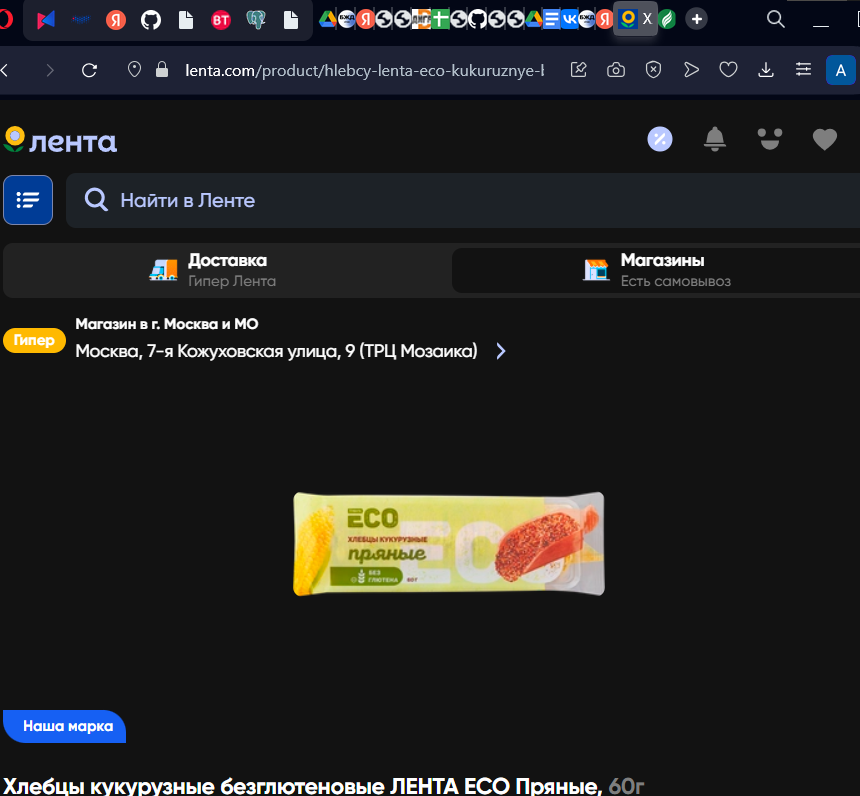 lenta.com/product/hlebcy-lenta-eco-kukuruznye-b
A
лента
Найти в Ленте
Доставка
Гипер Лента
Магазины
Есть самовывоз
Гипер
Магазин в г. Москва и МО
Москва, 7-я Кожуховская улица, 9 (ТРЦ Мозаика)
ECO
ХЛЕБЦЫ КУКУРУЗНЫЕ
пряные
БЕЗ
ГЛЮТЕНА
60г
Наша марка
Хлебцы кукурузные безглютеновые ЛЕНТА ECO Пряные, 60г